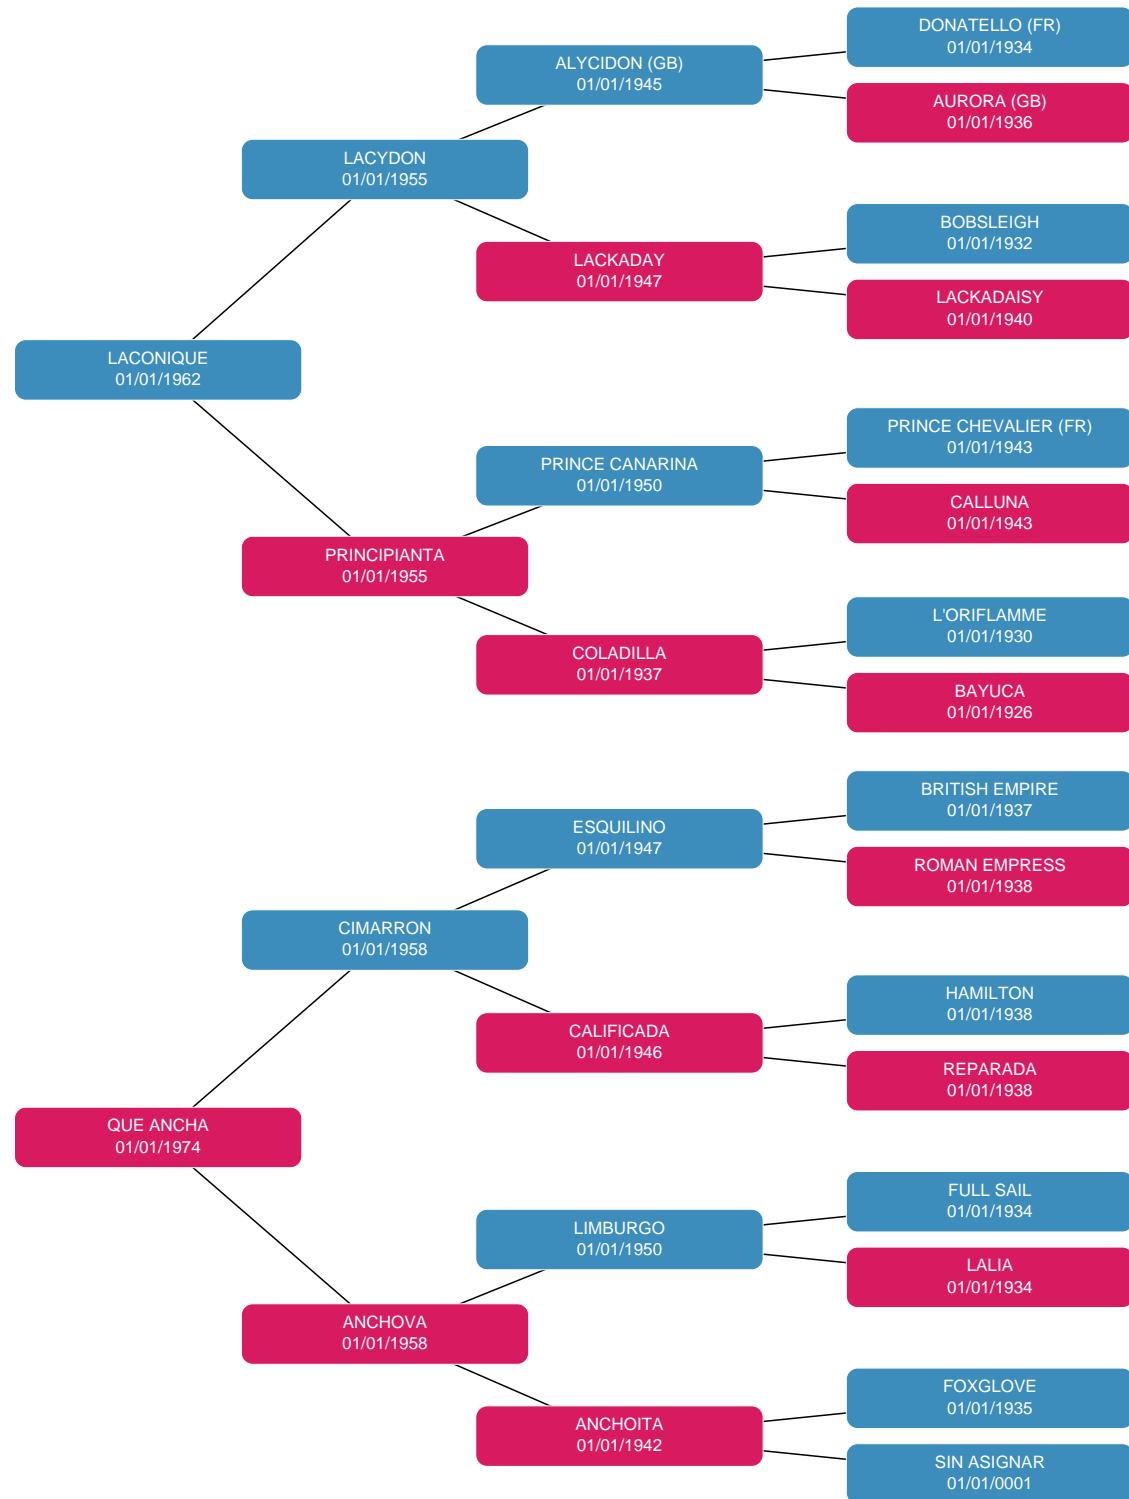 DONATELLO (FR)
01/01/1934
ALYCIDON (GB)
01/01/1945
AURORA (GB)
01/01/1936
LACYDON
01/01/1955
BOBSLEIGH
01/01/1932
LACKADAY
01/01/1947
LACKADAISY
01/01/1940
LACONIQUE
01/01/1962
PRINCE CHEVALIER (FR)
01/01/1943
PRINCE CANARINA
01/01/1950
CALLUNA
01/01/1943
PRINCIPIANTA
01/01/1955
L'ORIFLAMME
01/01/1930
COLADILLA
01/01/1937
BAYUCA
01/01/1926
BRITISH EMPIRE
01/01/1937
ESQUILINO
01/01/1947
ROMAN EMPRESS
01/01/1938
CIMARRON
01/01/1958
HAMILTON
01/01/1938
CALIFICADA
01/01/1946
REPARADA
01/01/1938
QUE ANCHA
01/01/1974
FULL SAIL
01/01/1934
LIMBURGO
01/01/1950
LALIA
01/01/1934
ANCHOVA
01/01/1958
FOXGLOVE
01/01/1935
ANCHOITA
01/01/1942
SIN ASIGNAR
01/01/0001